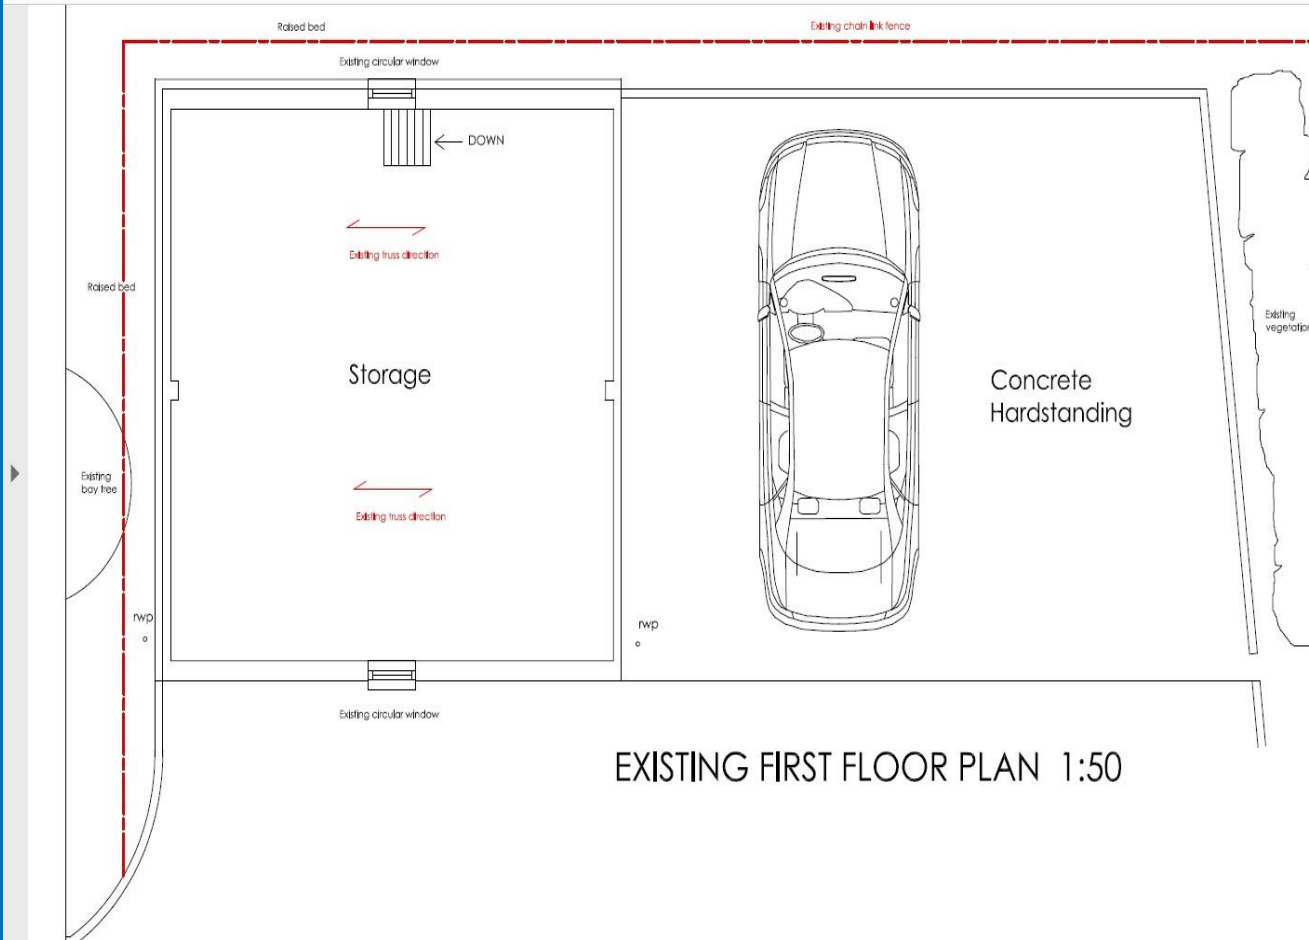 Raised bed
Existing chain link fence
Existing circular window
DOWN
Existing truss direction
Raised bed
Existing
vegetation
Storage
Concrete
Hardstanding
Existing
bay tree
Existing truss direction
rwp
rwp
Existing circular window
EXISTING FIRST FLOOR PLAN 1:50